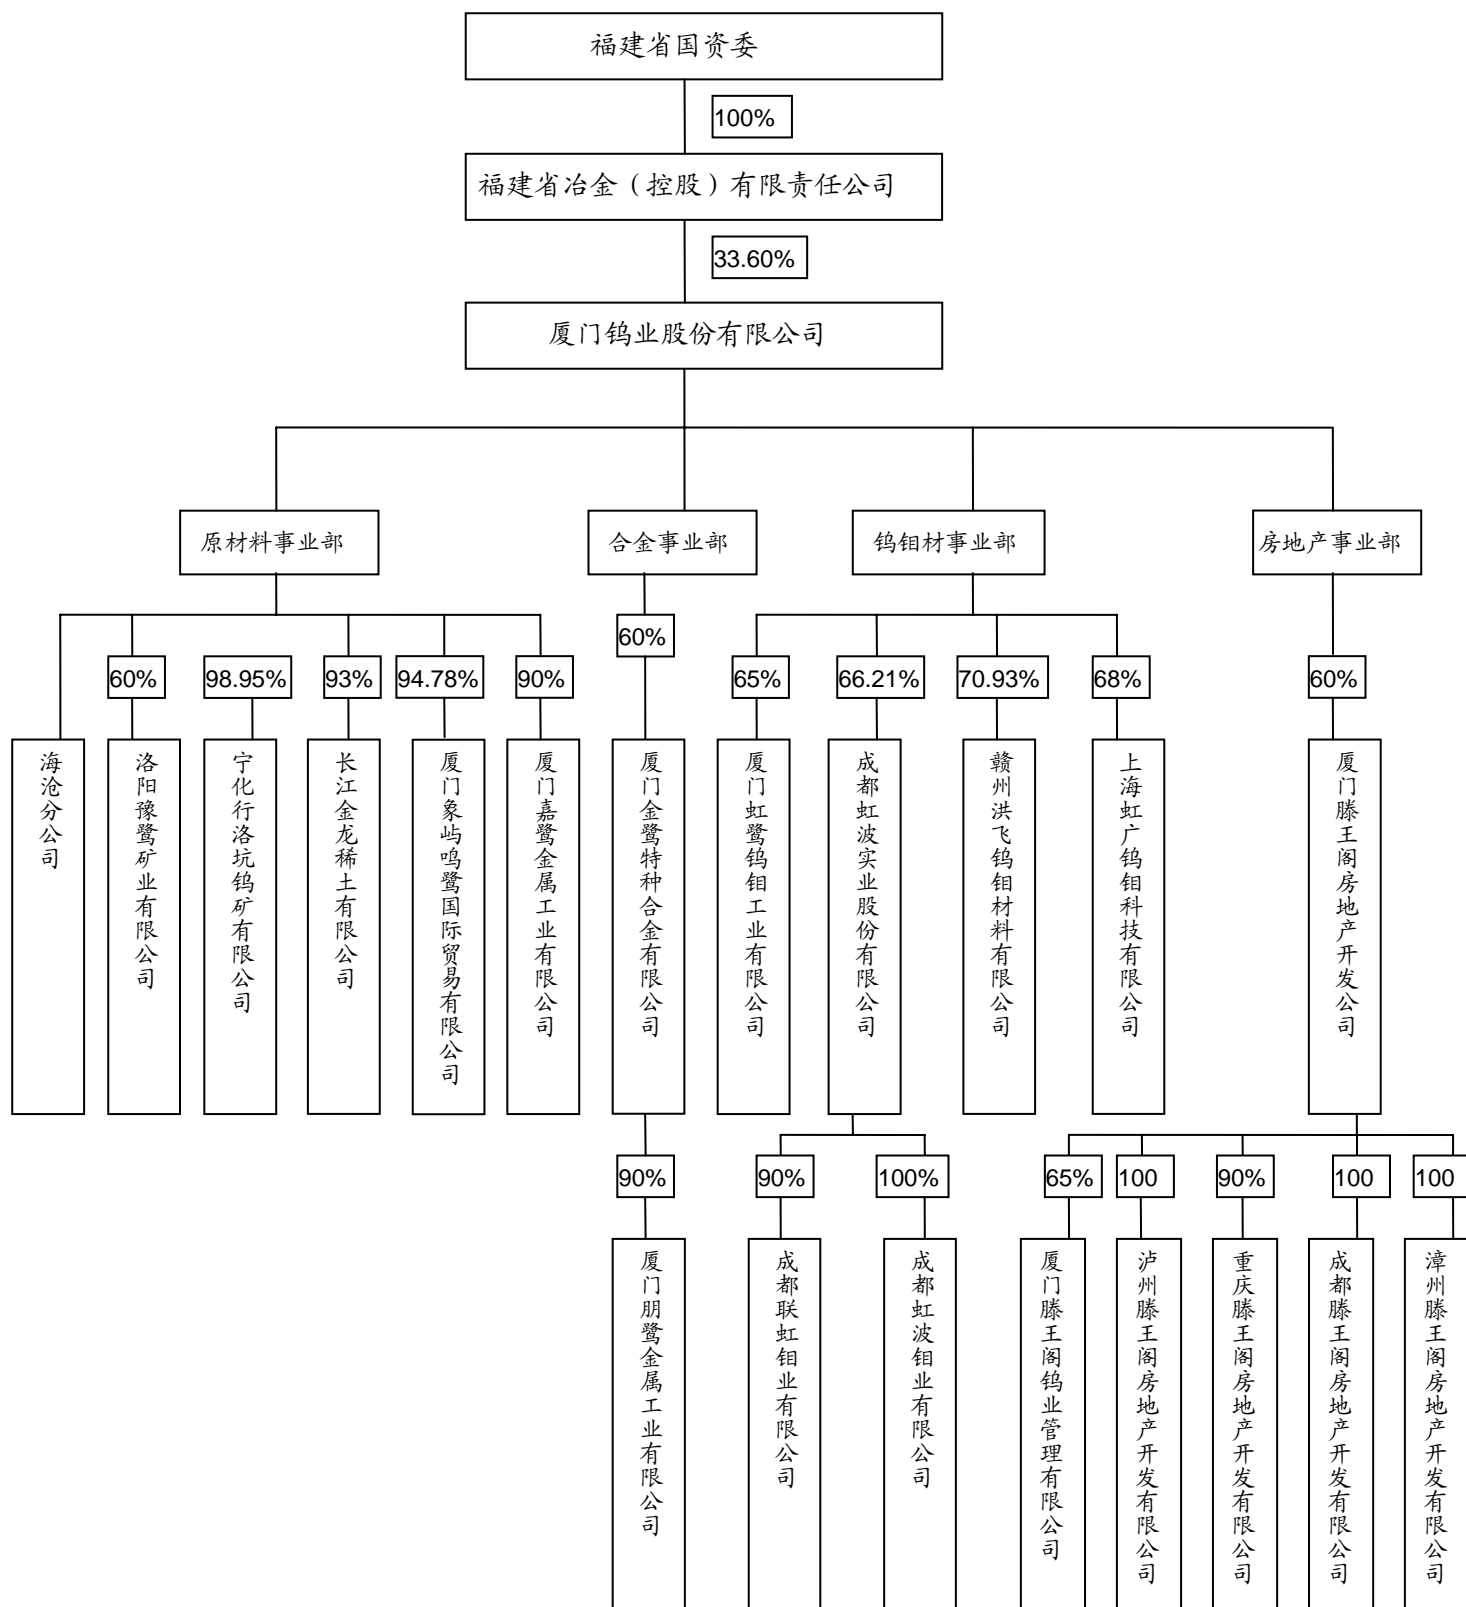 福建省国资委
100%
福建省冶金（控股）有限责任公司
33.60%
厦门钨业股份有限公司
原材料事业部
合金事业部
钨钼材事业部
房地产事业部
60%
60%
98.95%
93%
94.78%
90%
65%
66.21%
70.93%
68%
60%
海沧分公司
洛阳豫鹭矿业有限公司
宁化行洛坑钨矿有限公司
长江金龙稀土有限公司
厦门象屿鸣鹭国际贸易有限公司
厦门嘉鹭金属工业有限公司
厦门金鹭特种合金有限公司
厦门虹鹭钨钼工业有限公司
成都虹波实业股份有限公司
赣州洪飞钨钼材料有限公司
上海虹广钨钼科技有限公司
厦门滕王阁房地产开发公司
90%
90%
100%
65%
100
90%
100
100
厦门朋鹭金属工业有限公司
成都联虹钼业有限公司
成都虹波钼业有限公司
厦门滕王阁钨业管理有限公司
泸州滕王阁房地产开发有限公司
重庆滕王阁房地产开发有限公司
成都滕王阁房地产开发有限公司
漳州滕王阁房地产开发有限公司